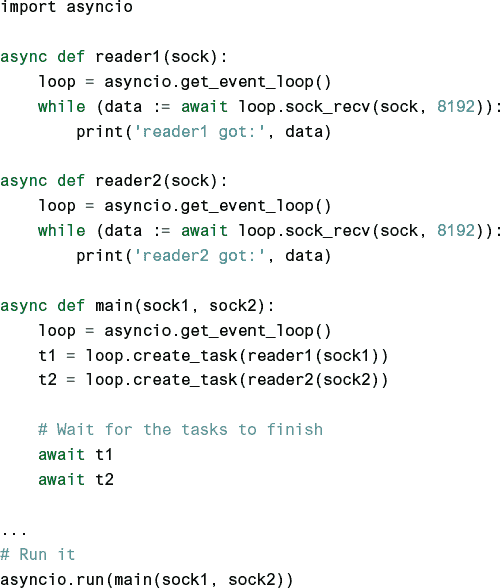 import asyncio

async def reader1(sock):
    loop = asyncio.get_event_loop()
    while (data := await loop.sock_recv(sock, 8192)):
        print('reader1 got:', data)

async def reader2(sock):
    loop = asyncio.get_event_loop()
    while (data := await loop.sock_recv(sock, 8192)):
        print('reader2 got:', data)

async def main(sock1, sock2):
    loop = asyncio.get_event_loop()
    t1 = loop.create_task(reader1(sock1))
    t2 = loop.create_task(reader2(sock2))

    # Wait for the tasks to finish
    await t1
    await t2

...
# Run it
asyncio.run(main(sock1, sock2))